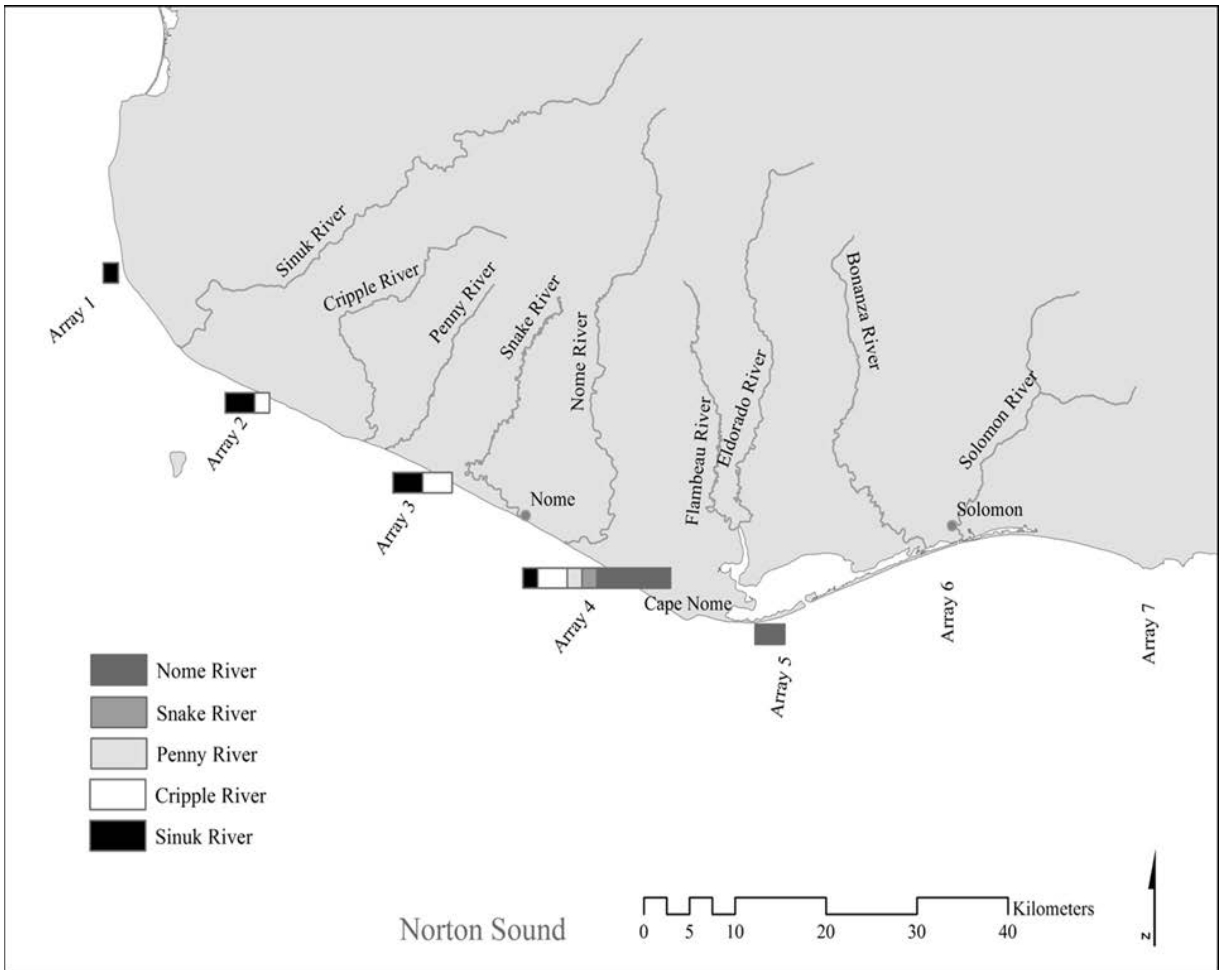 Sinuk River
Cripple River
Penny River
Snake River
Nome River
Flambeau River
Eldorado River
Bonanza River
Solomon River
Array 1
Array 2
Array 3
Nome
Solomon
Array 4
Cape Nome
Array 5
Array 6
Array 7
Nome River
Snake River
Penny River
Cripple River
Sinuk River
Norton Sound
Kilometers
0 5 10 20 30 40
N